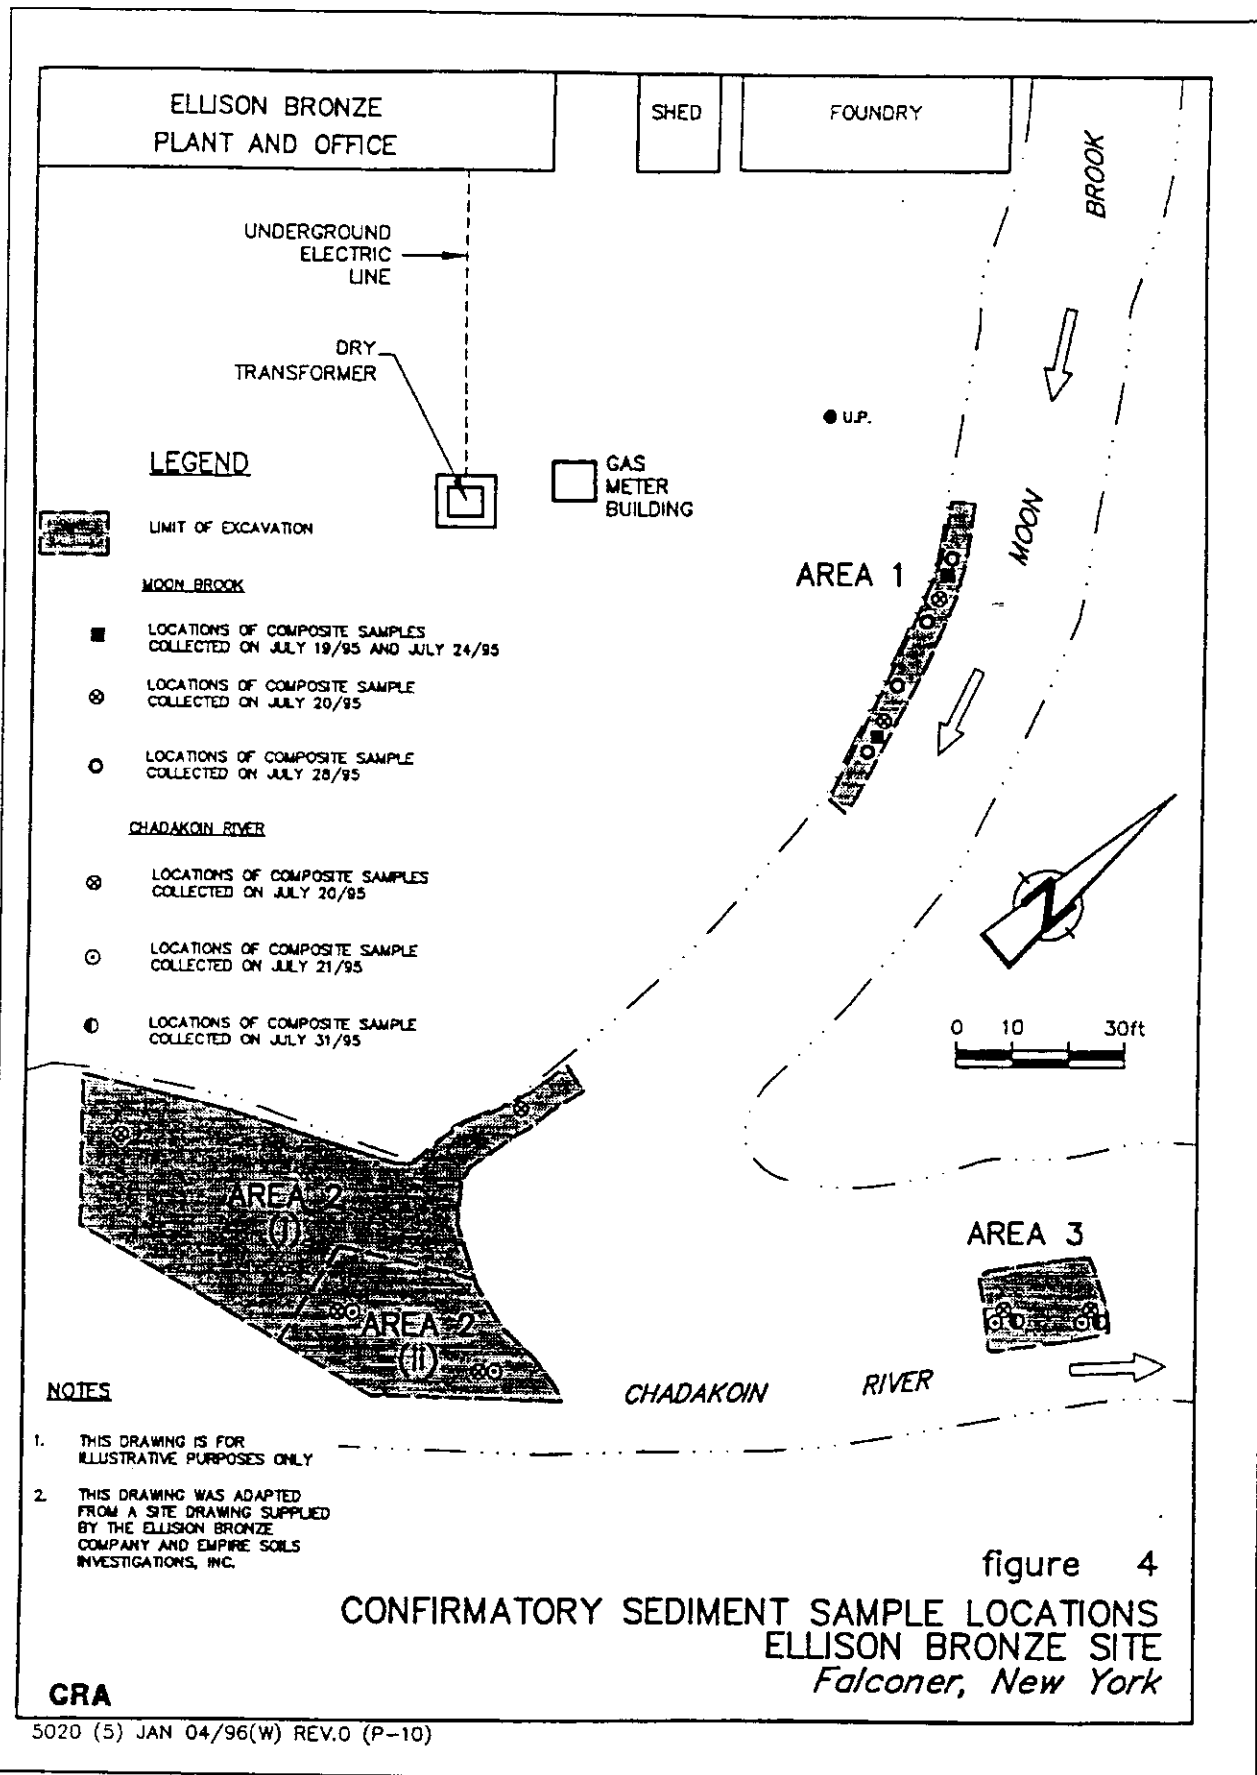 ELLISON BRONZE
PLANT AND OFFICE
SHED
FOUNDRY
BROOK
UNDERGROUND
ELECTRIC
LINE
DRY
TRANSFORMER
U.P.
LEGEND
GAS
METER
BUILDING
LIMIT OF EXCAVATION
MOON
AREA 1
MOON BROOK
LOCATIONS OF COMPOSITE SAMPLES
COLLECTED ON JULY 19/95 AND JULY 24/95
LOCATIONS OF COMPOSITE SAMPLE
COLLECTED ON JULY 20/95
LOCATIONS OF COMPOSITE SAMPLE
COLLECTED ON JULY 28/95
CHADAKOIN RIVER
LOCATIONS OF COMPOSITE SAMPLES
COLLECTED ON JULY 20/95
LOCATIONS OF COMPOSITE SAMPLE
COLLECTED ON JULY 21/95
LOCATIONS OF COMPOSITE SAMPLE
COLLECTED ON JULY 31/95
N
0 10 30ft
AREA 2
(i)
AREA 3
AREA 2
(ii)
CHADAKOIN RIVER
NOTES
1. THIS DRAWING IS FOR
ILLUSTRATIVE PURPOSES ONLY
2. THIS DRAWING WAS ADAPTED
FROM A SITE DRAWING SUPPLIED
BY THE ELLISION BRONZE
COMPANY AND EMPIRE SOILS
INVESTIGATIONS, INC.
figure 4
CONFIRMATORY SEDIMENT SAMPLE LOCATIONS
ELLISON BRONZE SITE
Falconer, New York
CRA
5020 (5) JAN 04/96(W) REV.0 (P-10)